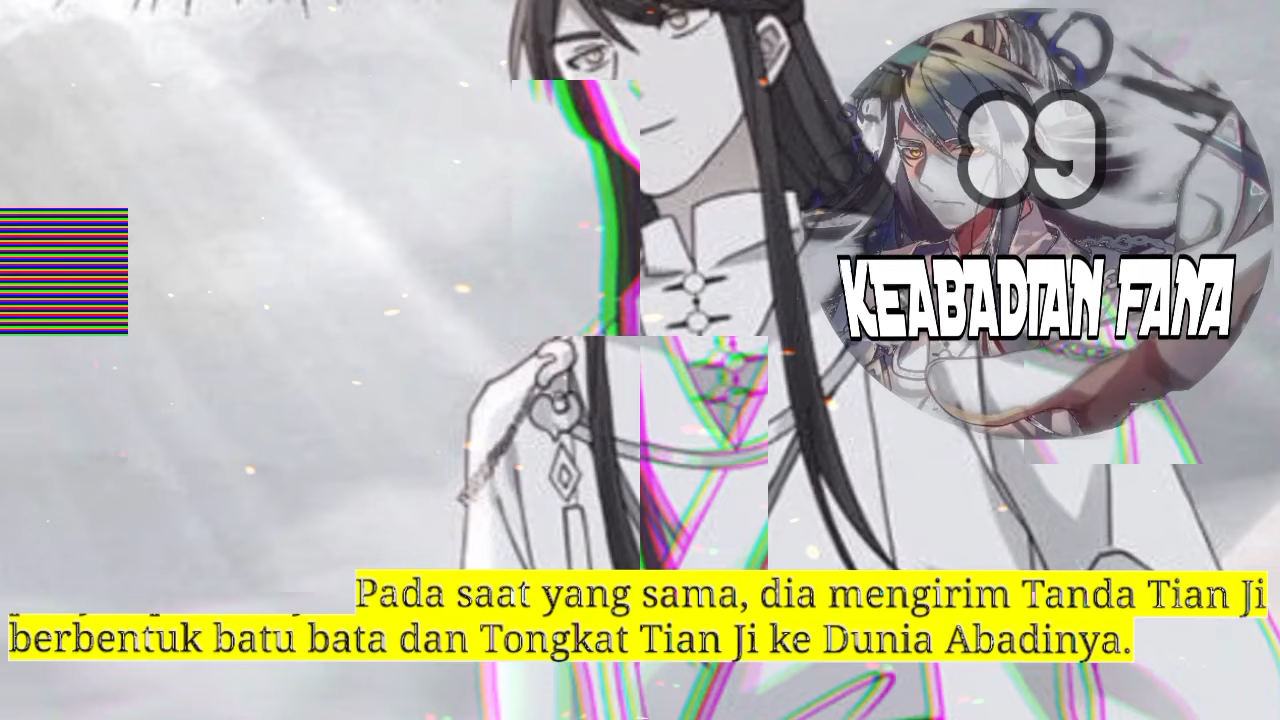 89
KEABADIAN FANA
Pada saat yang sama, dia mengirim Tanda Tian Ji
berbentuk batu bata dan Tongkat Tian Ji ke Dunia Abadinya.